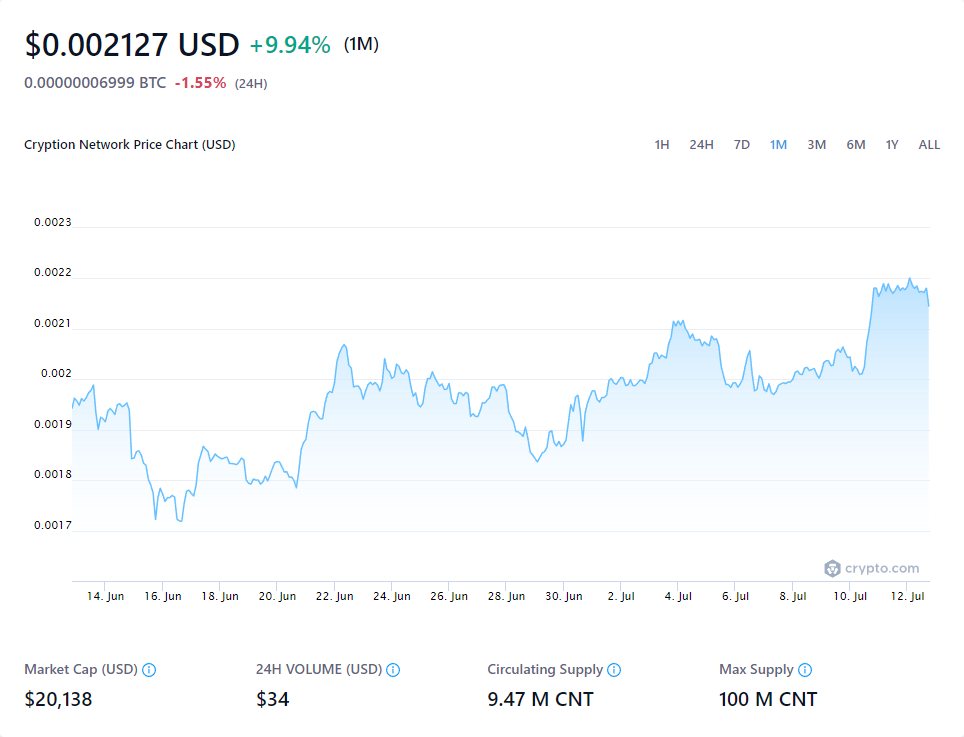 $0.002127 USD +9.94% (1M)
0.00000006999 BTC -1.55% (24H)
Cryption Network Price Chart (USD) 1H 24H 7D 1M 3M 6M 1Y ALL
0.0023
0.0022
0.0021
0.002
0.0019
0.0018
0.0017
crypto.com
14. Jun 16. Jun 18. Jun 20. Jun 22. Jun 24. Jun 26. Jun 28. Jun 30. Jun 2. Jul 4. Jul 6. Jul 8. Jul 10. Jul 12. Jul
Market Cap (USD) 24H VOLUME (USD) Circulating Supply Max Supply
$20,138 $34 9.47 M CNT 100 M CNT